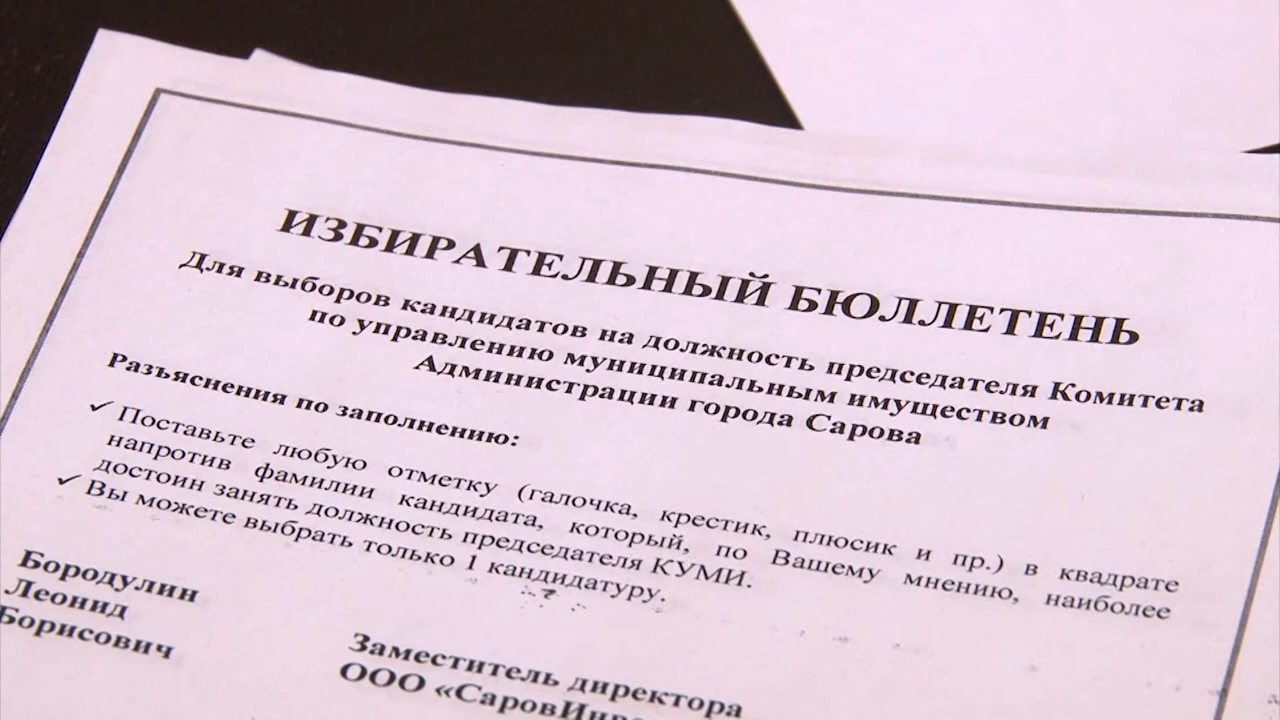 ИЗБИРАТЕЛЬНЫЙ БЮЛЛЕТЕНЬ
Для выборов кандидатов на должность председателя Комитета
по управлению муниципальным имуществом
Администрации города Сарова
Разъяснения по заполнению:
✓ Поставьте любую отметку (галочка, крестик, плюсик и пр.) в квадрате
напротив фамилии кандидата, который, по Вашему мнению, наиболее
достоин занять должность председателя КУМИ.
✓ Вы можете выбрать только 1 кандидатуру.
Бородулин
Леонид
Борисович
Заместитель директора
ООО